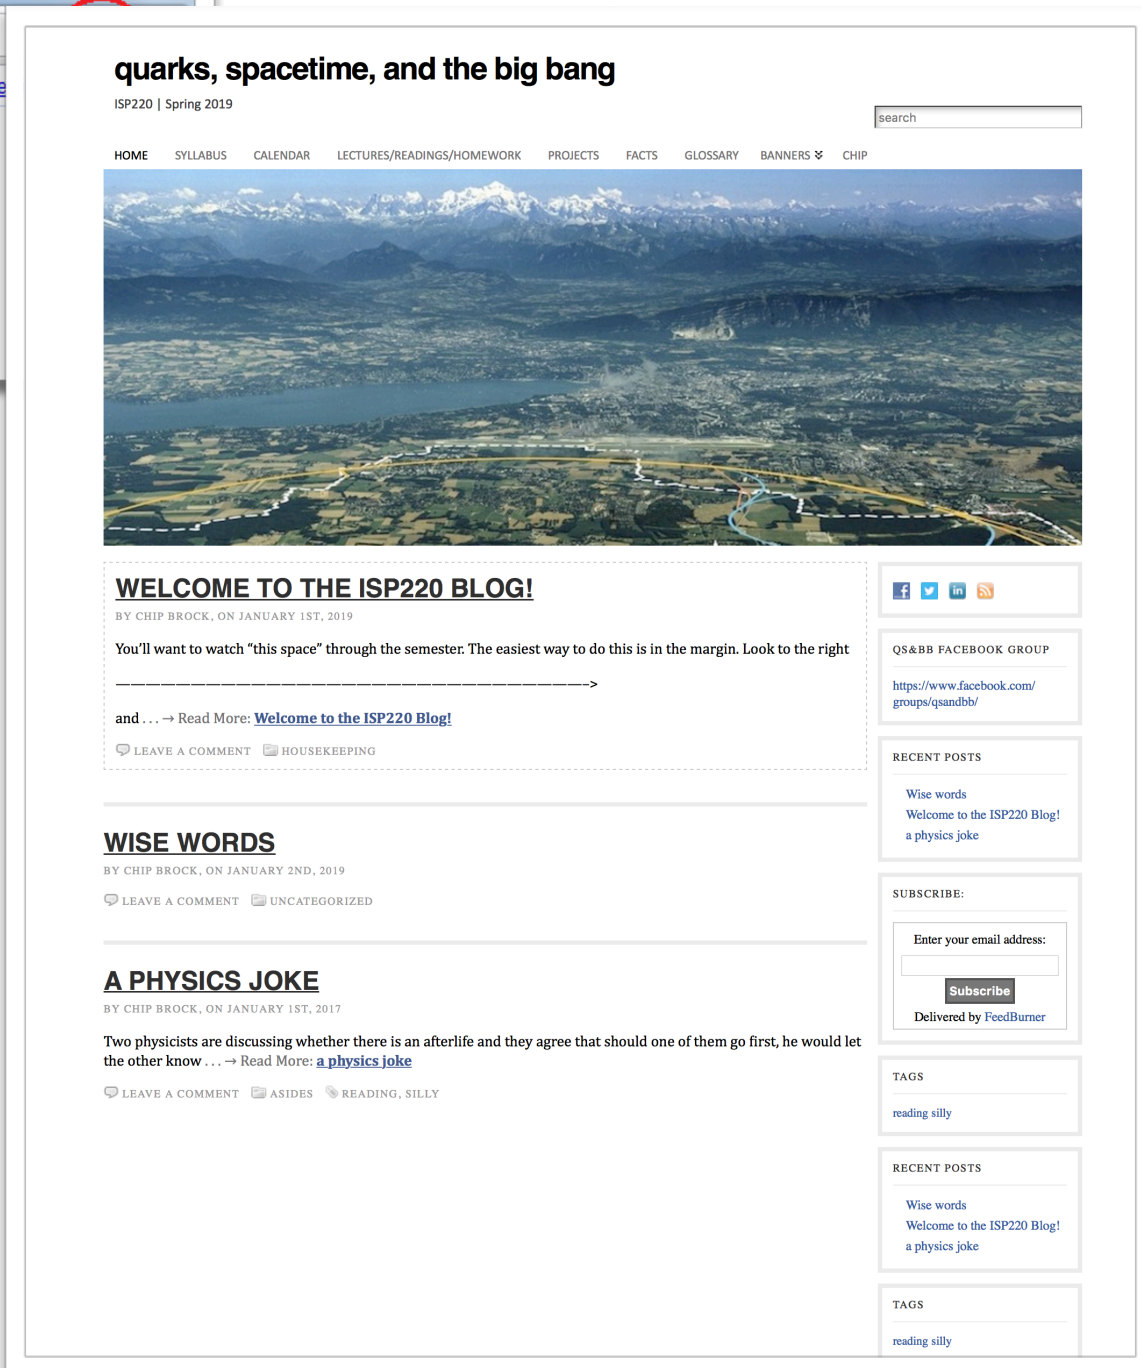 quarks, spacetime, and the big bang
ISP220 | Spring 2019
search
HOME SYLLABUS CALENDAR LECTURES/READINGS/HOMEWORK PROJECTS FACTS GLOSSARY BANNERS CHIP
WELCOME TO THE ISP220 BLOG!
BY CHIP BROCK, ON JANUARY 1ST, 2019
You’ll want to watch “this space” through the semester. The easiest way to do this is in the margin. Look to the right
———————————————————————————————–>
and . . . → Read More: Welcome to the ISP220 Blog!
LEAVE A COMMENT HOUSEKEEPING
WISE WORDS
BY CHIP BROCK, ON JANUARY 2ND, 2019
LEAVE A COMMENT UNCATEGORIZED
A PHYSICS JOKE
BY CHIP BROCK, ON JANUARY 1ST, 2017
Two physicists are discussing whether there is an afterlife and they agree that should one of them go first, he would let
the other know . . . → Read More: a physics joke
LEAVE A COMMENT ASIDES READING, SILLY
QS&BB FACEBOOK GROUP
https://www.facebook.com/
groups/qsandbb/
RECENT POSTS
Wise words
Welcome to the ISP220 Blog!
a physics joke
SUBSCRIBE:
Enter your email address:
Subscribe
Delivered by FeedBurner
TAGS
reading silly
RECENT POSTS
Wise words
Welcome to the ISP220 Blog!
a physics joke
TAGS
reading silly